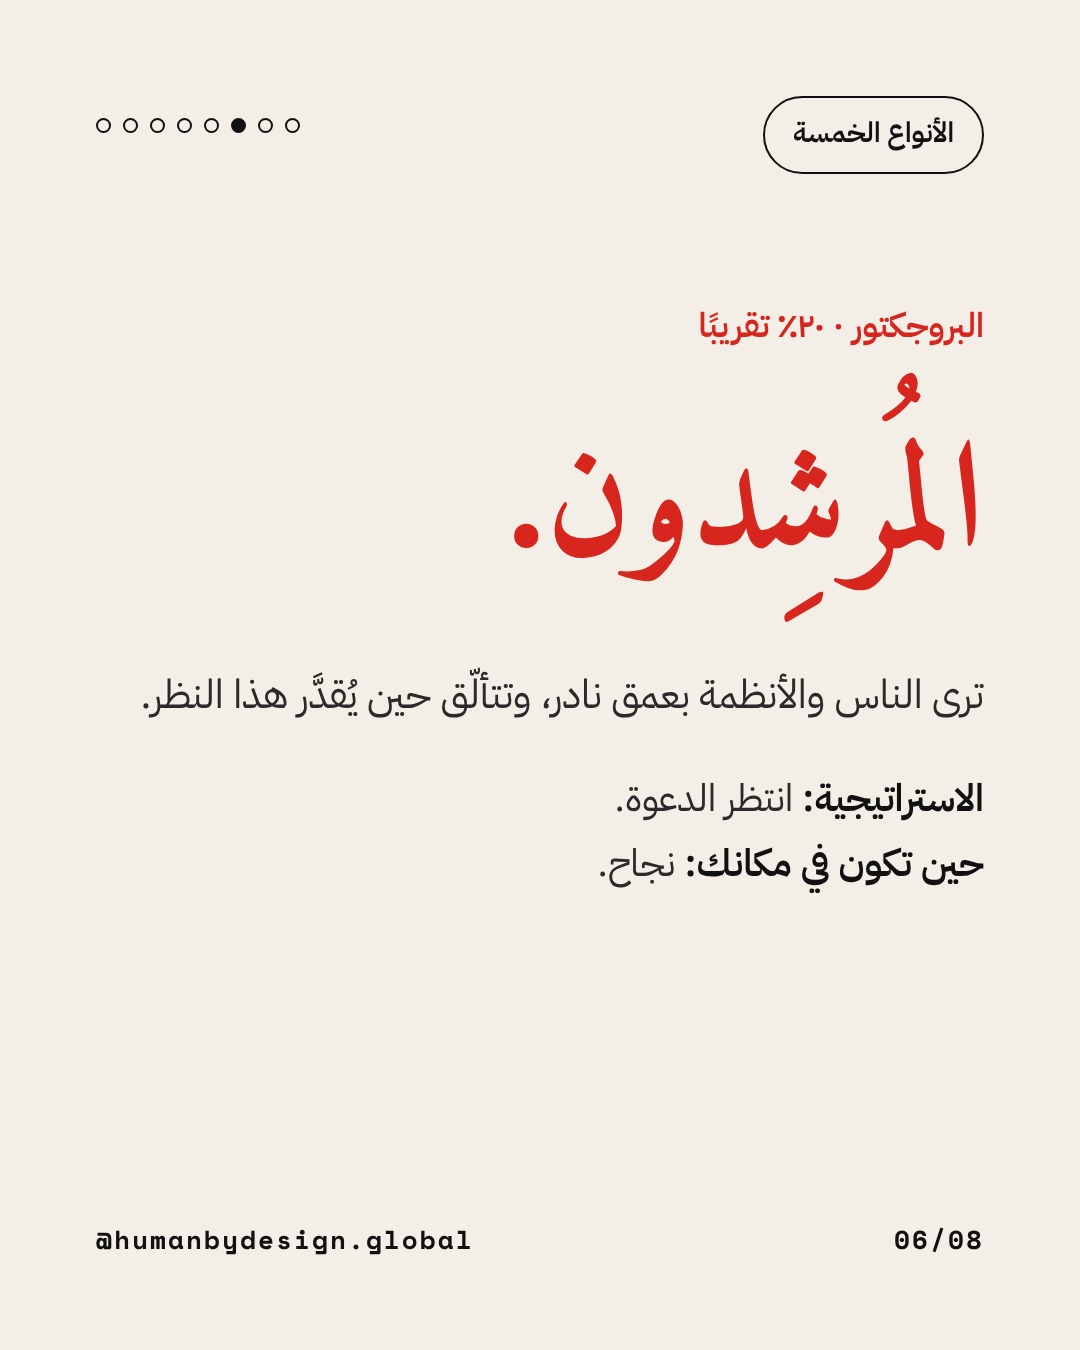 الأنواع الخمسة
البروجكتور · ٢٠٪ تقريبًا
المُرشِدون.
ترى الناس والأنظمة بعمق نادر، وتتألّق حين يُقدَّر هذا النظر.
الاستراتيجية: انتظر الدعوة.
حين تكون في مكانك: نجاح.
06/08
@humanbydesign.global